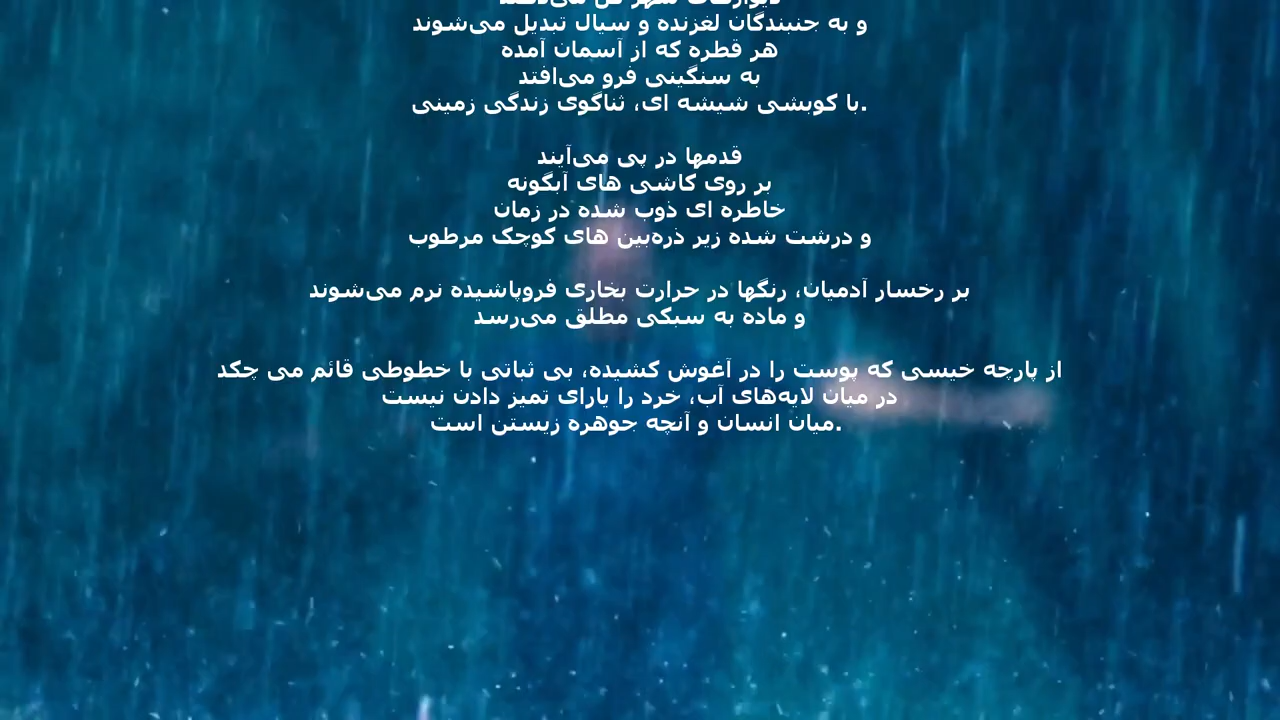 و به جنبندگان لغزنده و سیال تبدیل می‌شوند
هر قطره که از آسمان آمده
به سنگینی فرو می‌افتد
با کوبشی شیشه ای، ثناگوی زندگی زمینی.
قدمها در پی می‌آیند
بر روی کاشی های آبگونه
خاطره ای ذوب شده در زمان
و درشت شده زیر ذره‌بین های کوچک مرطوب
بر رخسار آدمیان، رنگها در حرارت بخاری فروپاشیده نرم می‌شوند
و ماده به سبکی مطلق می‌رسد
از پارچه خیسی که پوست را در آغوش کشیده، بی ثباتی با خطوطی قائم می چکد
در میان لایه‌های آب، خرد را یارای تمیز دادن نیست
میان انسان و آنچه جوهره زیستن است.